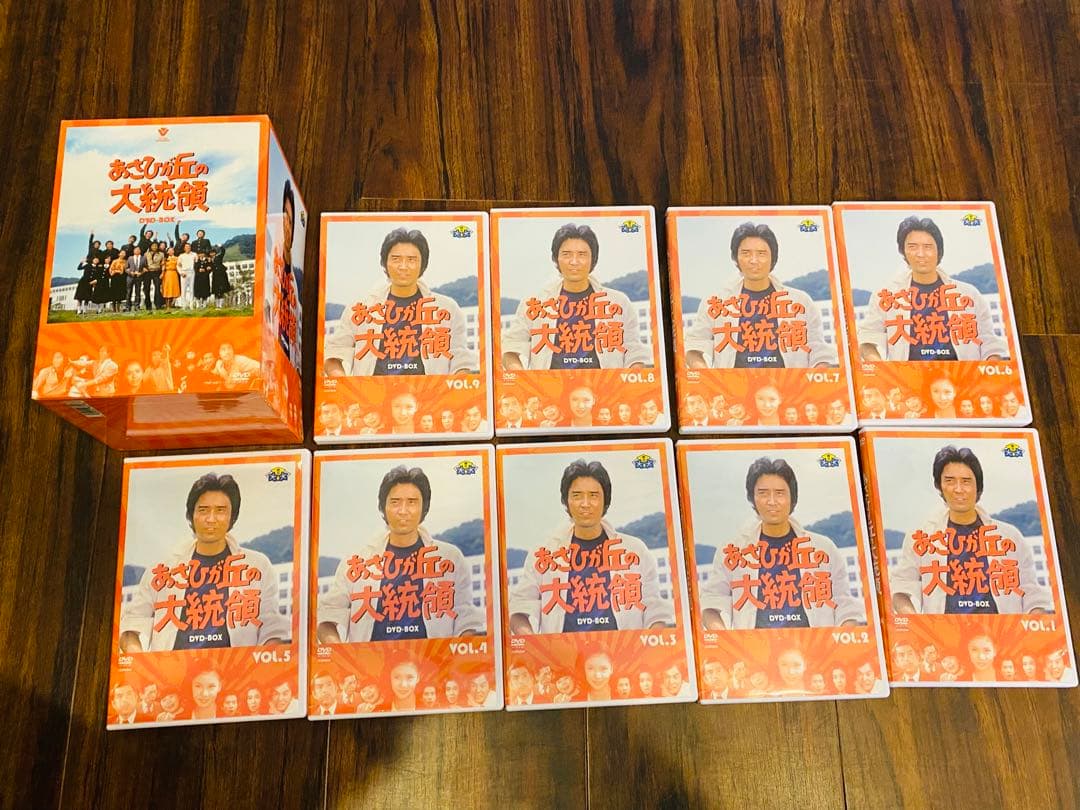 あさひが丘の
大統領
DVD-BOX
あさひが丘の
大統領
DVD-BOX
VOL.9
あさひが丘の
大統領
DVD-BOX
VOL.8
あさひが丘の
大統領
DVD-BOX
VOL.7
あさひが丘の
大統領
DVD-BOX
VOL.6
あさひが丘の
大統領
DVD-BOX
VOL.5
あさひが丘の
大統領
DVD-BOX
VOL.4
あさひが丘の
大統領
DVD-BOX
VOL.3
あさひが丘の
大統領
DVD-BOX
VOL.2
あさひが丘の
大統領
DVD-BOX
VOL.1